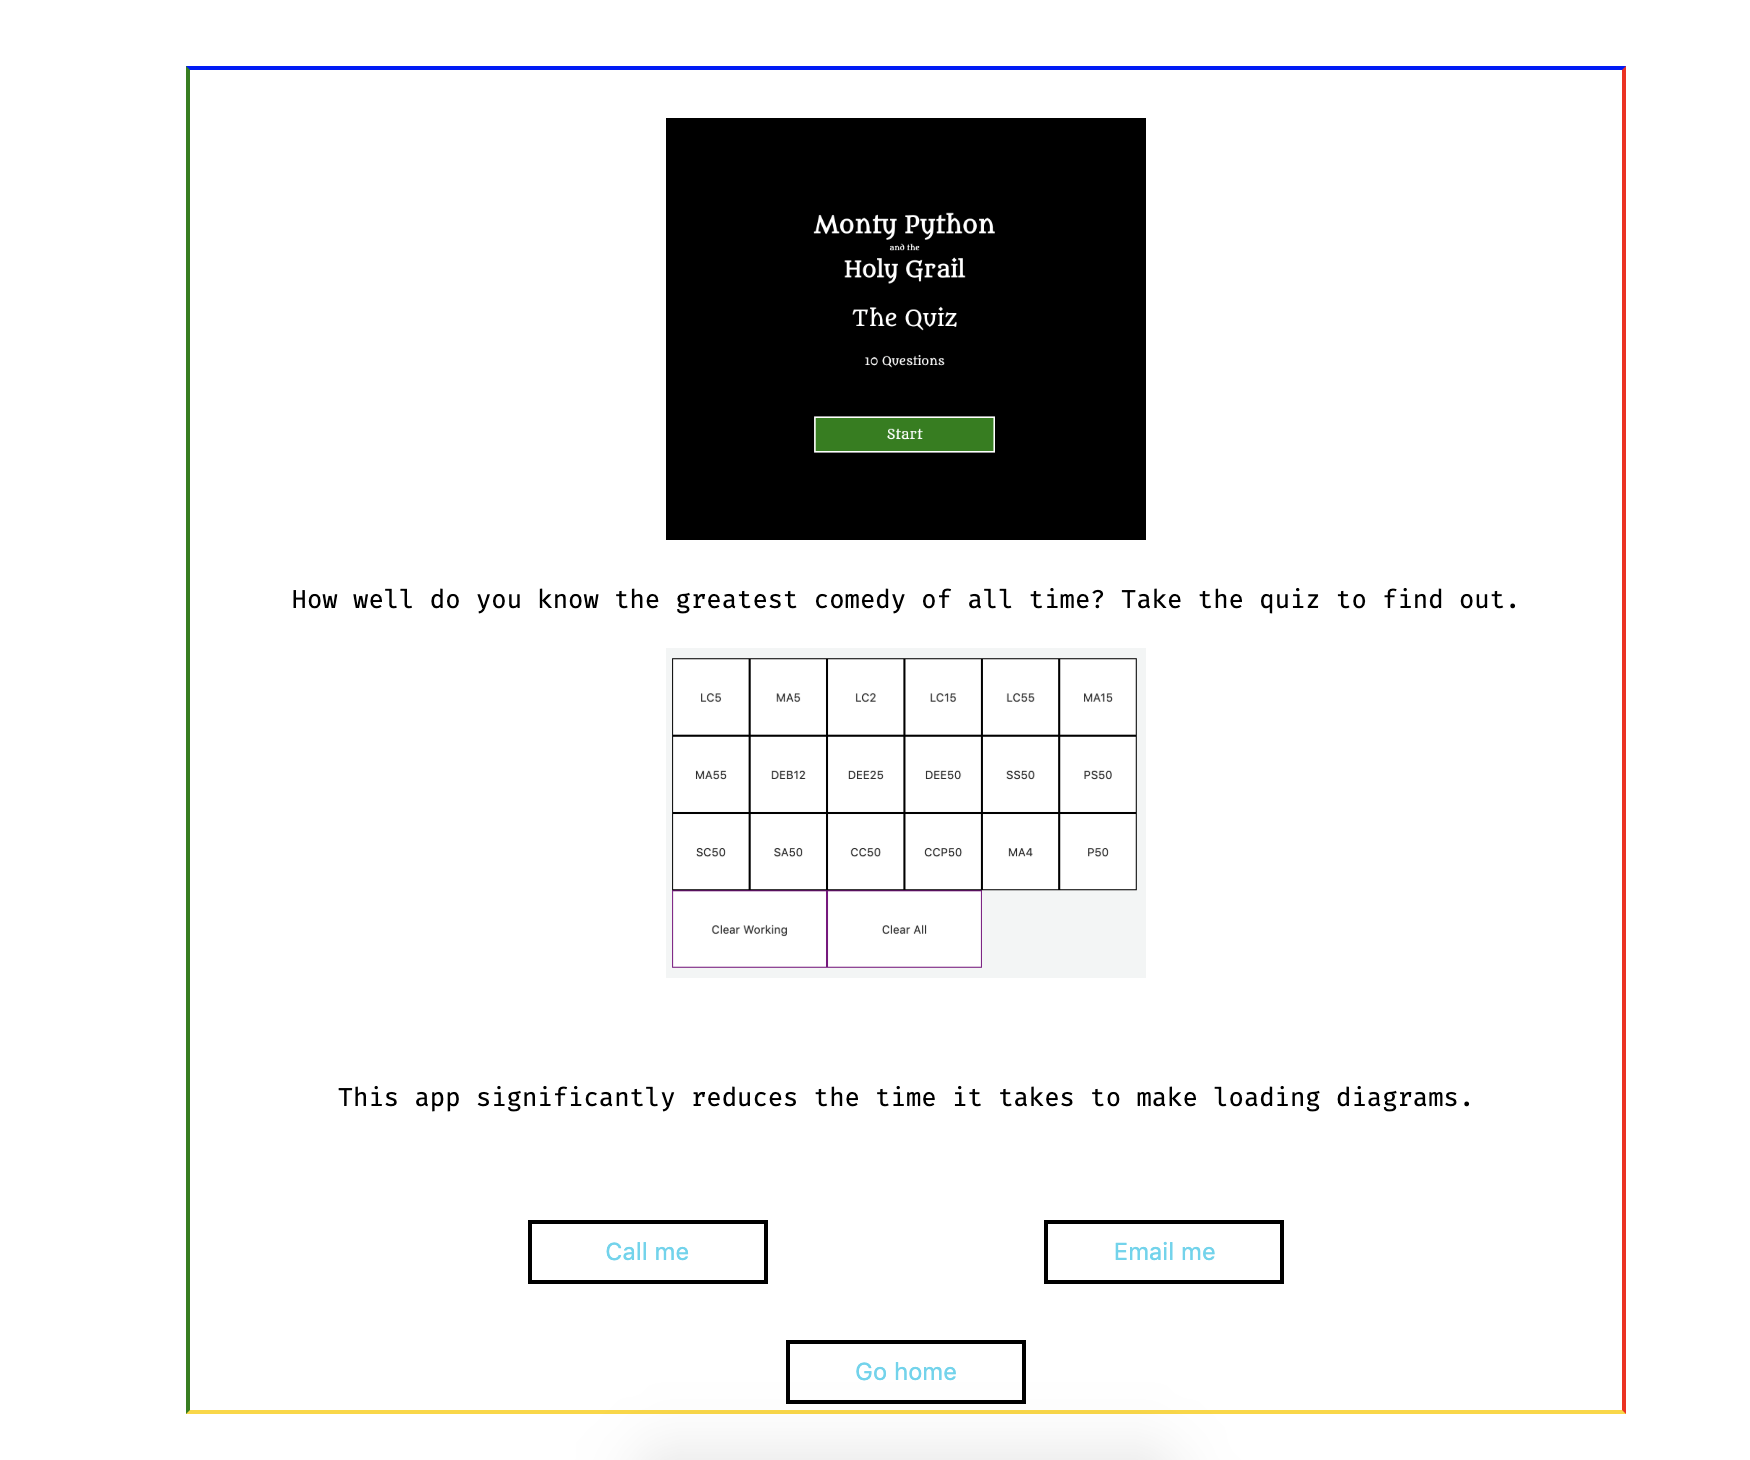 Monty Python
and the
Holy Grail
The Quiz
10 Questions
Start
How well do you know the greatest comedy of all time? Take the quiz to find out.
LC5 MA5 LC2 LC15 LC55 MA15
MA55 DEB12 DEE25 DEE50 SS50 PS50
SC50 SA50 CC50 CCP50 MA4 P50
Clear Working Clear All
This app significantly reduces the time it takes to make loading diagrams.
Call me Email me
Go home